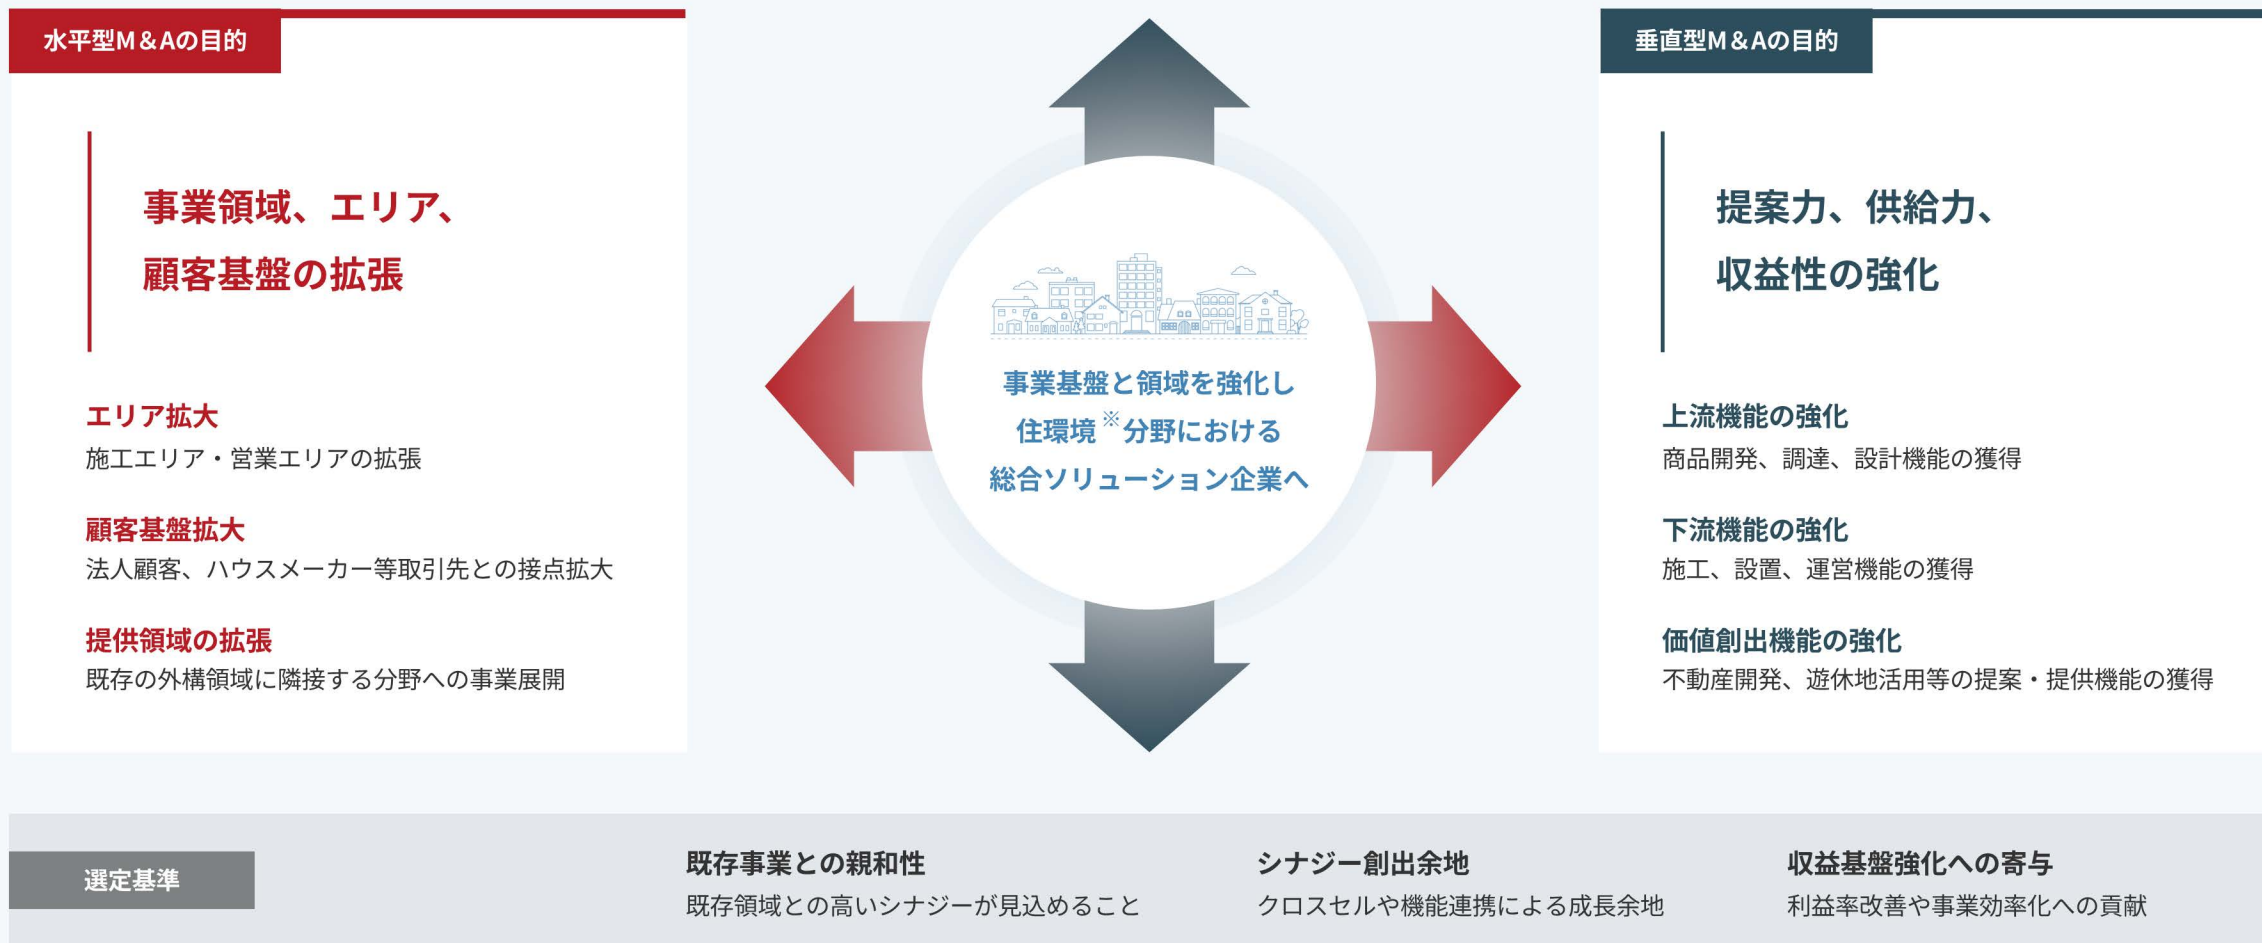 水平型M＆Aの目的
事業領域、エリア、
顧客基盤の拡張
エリア拡大
施工エリア・営業エリアの拡張
顧客基盤拡大
法人顧客、ハウスメーカー等取引先との接点拡大
提供領域の拡張
既存の外構領域に隣接する分野への事業展開
事業基盤と領域を強化し
住環境※分野における
総合ソリューション企業へ
垂直型M＆Aの目的
提案力、供給力、
収益性の強化
上流機能の強化
商品開発、調達、設計機能の獲得
下流機能の強化
施工、設置、運営機能の獲得
価値創出機能の強化
不動産開発、遊休地活用等の提案・提供機能の獲得
選定基準
既存事業との親和性
既存領域との高いシナジーが見込めること
シナジー創出余地
クロスセルや機能連携による成長余地
収益基盤強化への寄与
利益率改善や事業効率化への貢献